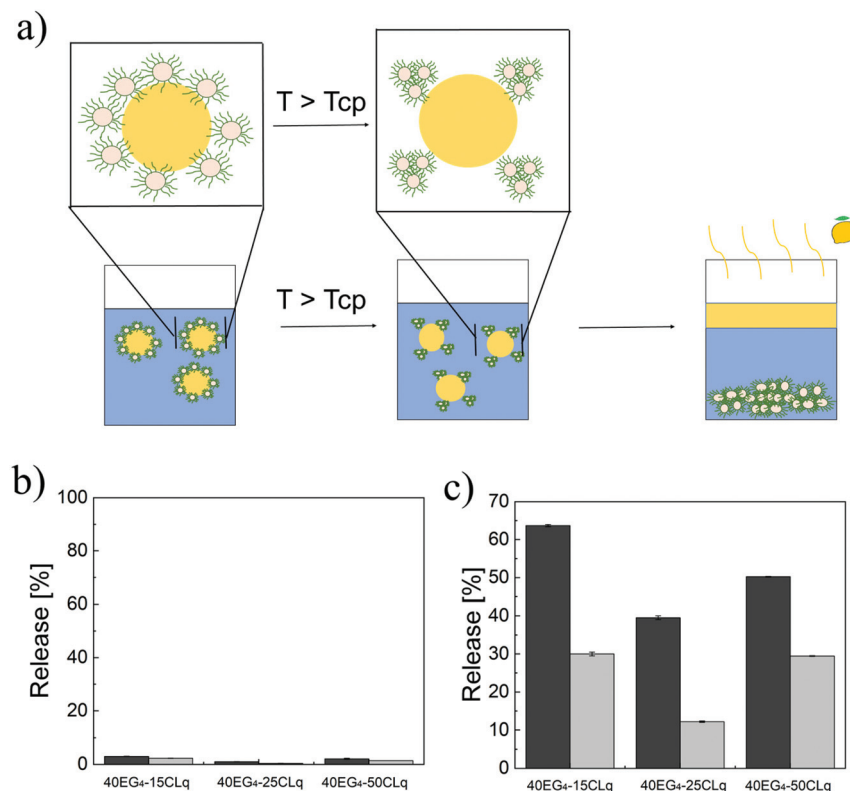 a)
T > Tcp
T > Tcp
b)
c)
100
80
60
40
20
0
Release [%]
40EG₄-15CLq
40EG₄-25CLq
40EG₄-50CLq
70
60
50
40
30
20
10
0
Release [%]
40EG₄-15CLq
40EG₄-25CLq
40EG₄-50CLq